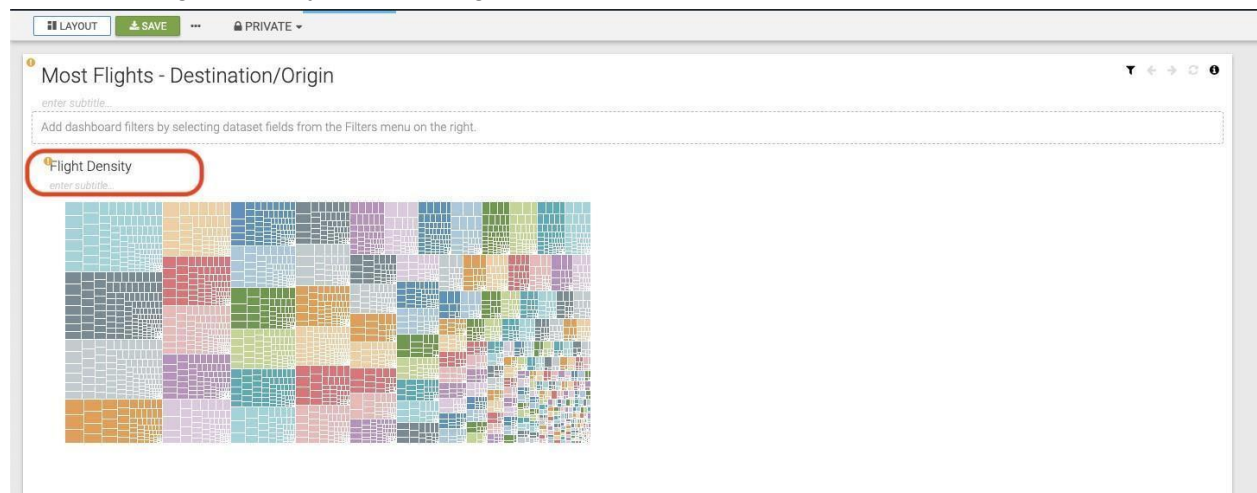 LAYOUT SAVE ••• PRIVATE
Most Flights - Destination/Origin
enter subtitle...
Add dashboard filters by selecting dataset fields from the Filters menu on the right.
Flight Density
enter subtitle...